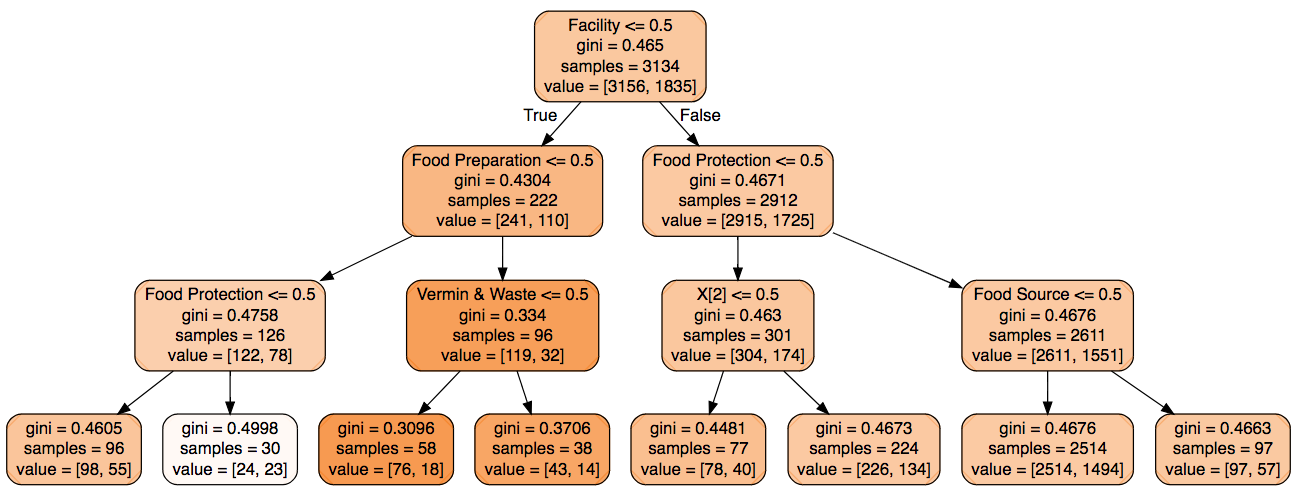 Facility <= 0.5
gini = 0.465
samples = 3134
value = [3156, 1835]
True
False
Food Preparation <= 0.5
gini = 0.4304
samples = 222
value = [241, 110]
Food Protection <= 0.5
gini = 0.4671
samples = 2912
value = [2915, 1725]
Food Protection <= 0.5
gini = 0.4758
samples = 126
value = [122, 78]
Vermin & Waste <= 0.5
gini = 0.334
samples = 96
value = [119, 32]
X[2] <= 0.5
gini = 0.463
samples = 301
value = [304, 174]
Food Source <= 0.5
gini = 0.4676
samples = 2611
value = [2611, 1551]
gini = 0.4605
samples = 96
value = [98, 55]
gini = 0.4998
samples = 30
value = [24, 23]
gini = 0.3096
samples = 58
value = [76, 18]
gini = 0.3706
samples = 38
value = [43, 14]
gini = 0.4481
samples = 77
value = [78, 40]
gini = 0.4673
samples = 224
value = [226, 134]
gini = 0.4676
samples = 2514
value = [2514, 1494]
gini = 0.4663
samples = 97
value = [97, 57]